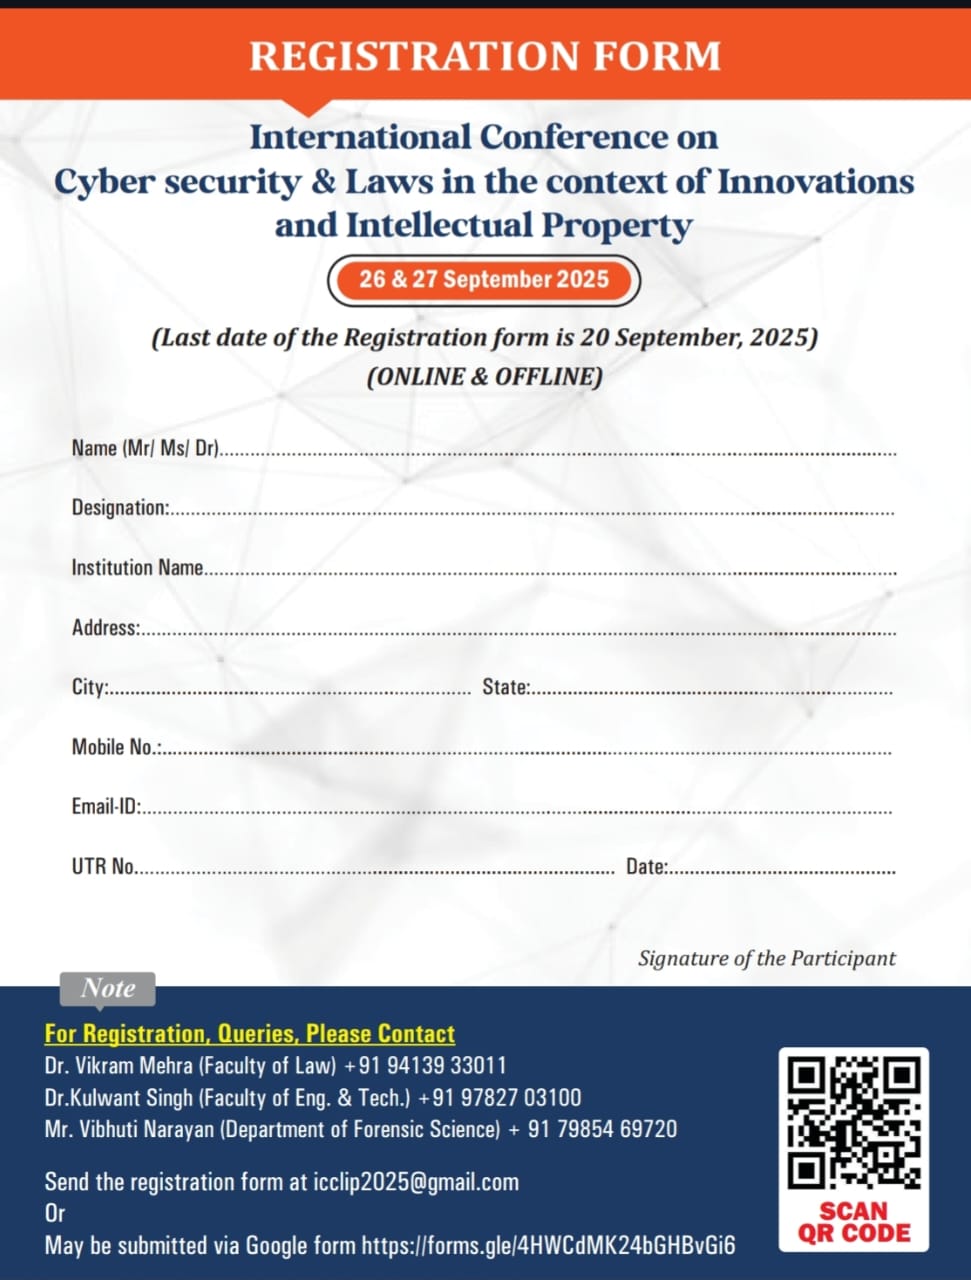 REGISTRATION FORM
International Conference on
Cyber security & Laws in the context of Innovations
and Intellectual Property
26 & 27 September 2025
(Last date of the Registration form is 20 September, 2025)
(ONLINE & OFFLINE)
Name (Mr/ Ms/ Dr)
Designation:
Institution Name
Address:
City: State:
Mobile No.:
Email-ID:
UTR No. Date:
Signature of the Participant
Note
For Registration, Queries, Please Contact
Dr. Vikram Mehra (Faculty of Law) +91 94139 33011
Dr.Kulwant Singh (Faculty of Eng. & Tech.) +91 97827 03100
Mr. Vibhuti Narayan (Department of Forensic Science) + 91 79854 69720
Send the registration form at icclip2025@gmail.com
Or
May be submitted via Google form https://forms.gle/4HWCdMK24bGHBvGi6
SCAN
QR CODE